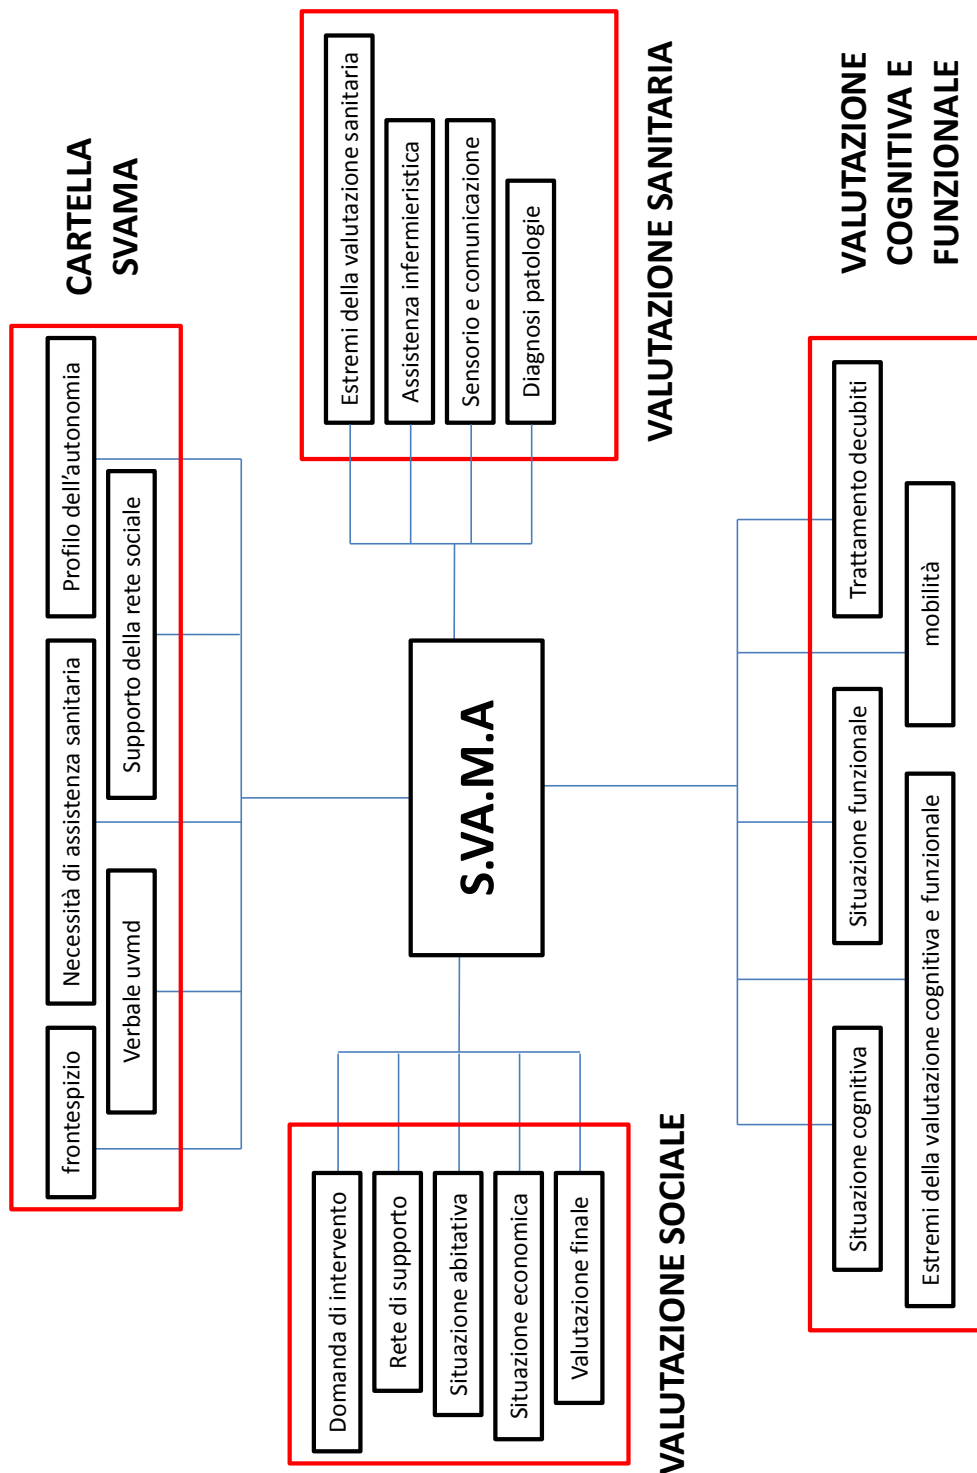 CARTELLA
SVAMA
frontespizio
Necessità di assistenza sanitaria
Profilo dell'autonomia
Verbale uvmd
Supporto della rete sociale
Domanda di intervento
Rete di supporto
Situazione abitativa
Situazione economica
Valutazione finale
VALUTAZIONE SOCIALE
S.VA.M.A
Estremi della valutazione sanitaria
Assistenza infermieristica
Sensorio e comunicazione
Diagnosi patologie
VALUTAZIONE SANITARIA
Situazione cognitiva
Situazione funzionale
Trattamento decubiti
Estremi della valutazione cognitiva e funzionale
mobilità
VALUTAZIONE
COGNITIVA E
FUNZIONALE